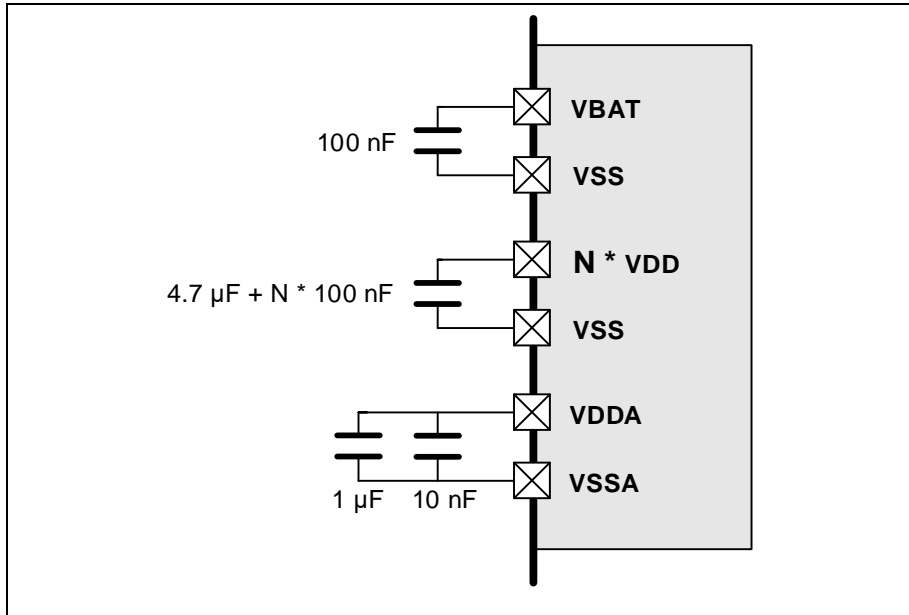 VBAT
100 nF
VSS
N * VDD
4.7 µF + N * 100 nF
VSS
VDDA
VSSA
1 µF 10 nF